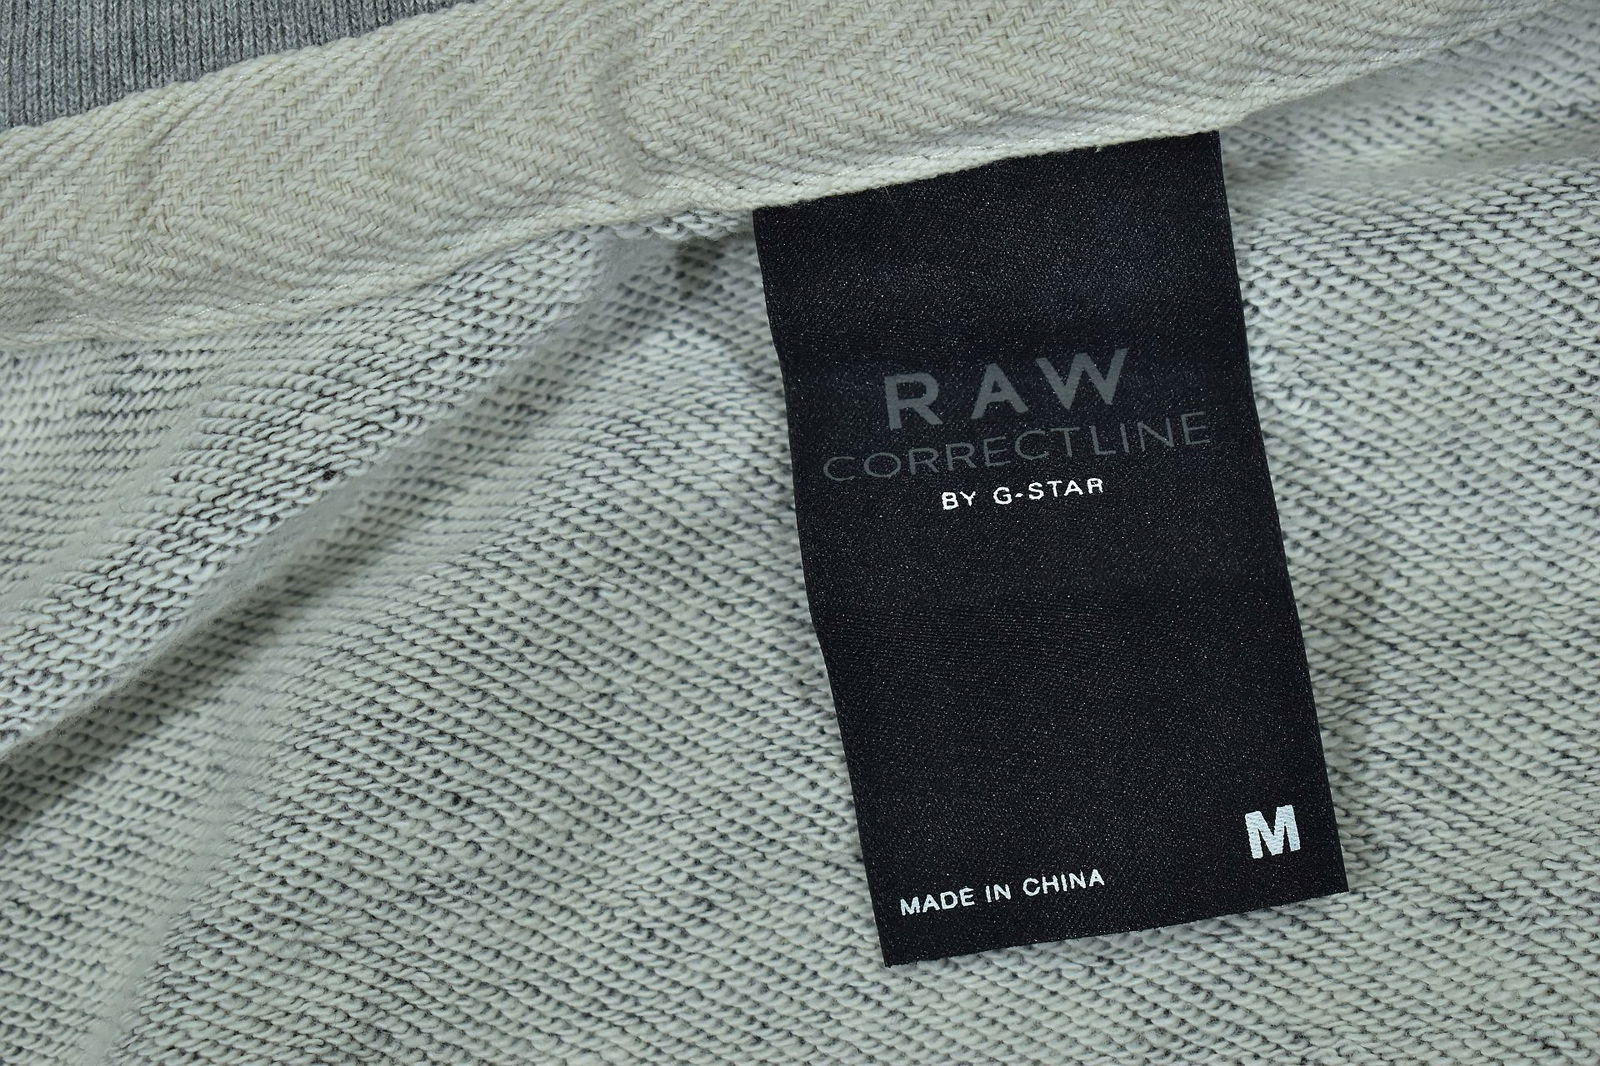 RAW
CORRECTLINE
BY G-STAR
M
MADE IN CHINA